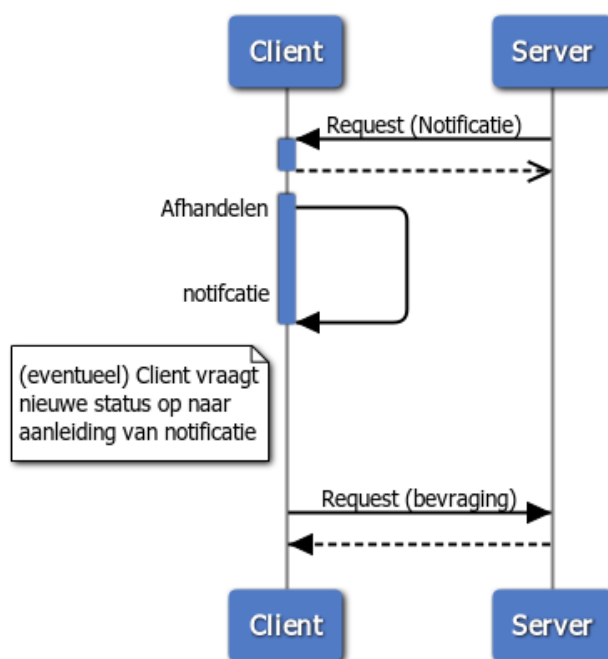 Client Server
Request (Notificatie)
Afhandelen
notifcatie
(eventueel) Client vraagt
nieuwe status op naar
aanleiding van notificatie
Request (bevraging)
Client Server